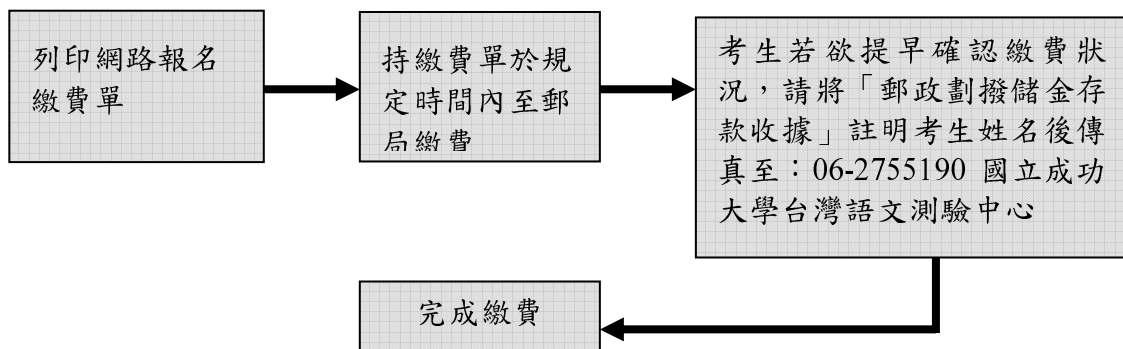 列印網路報名
繳費單
持繳費單於規
定時間內至郵
局繳費
考生若欲提早確認繳費狀
況，請將「郵政劃撥儲金存
款收據」註明考生姓名後傳
真至：06-2755190 國立成功
大學台灣語文測驗中心
完成繳費